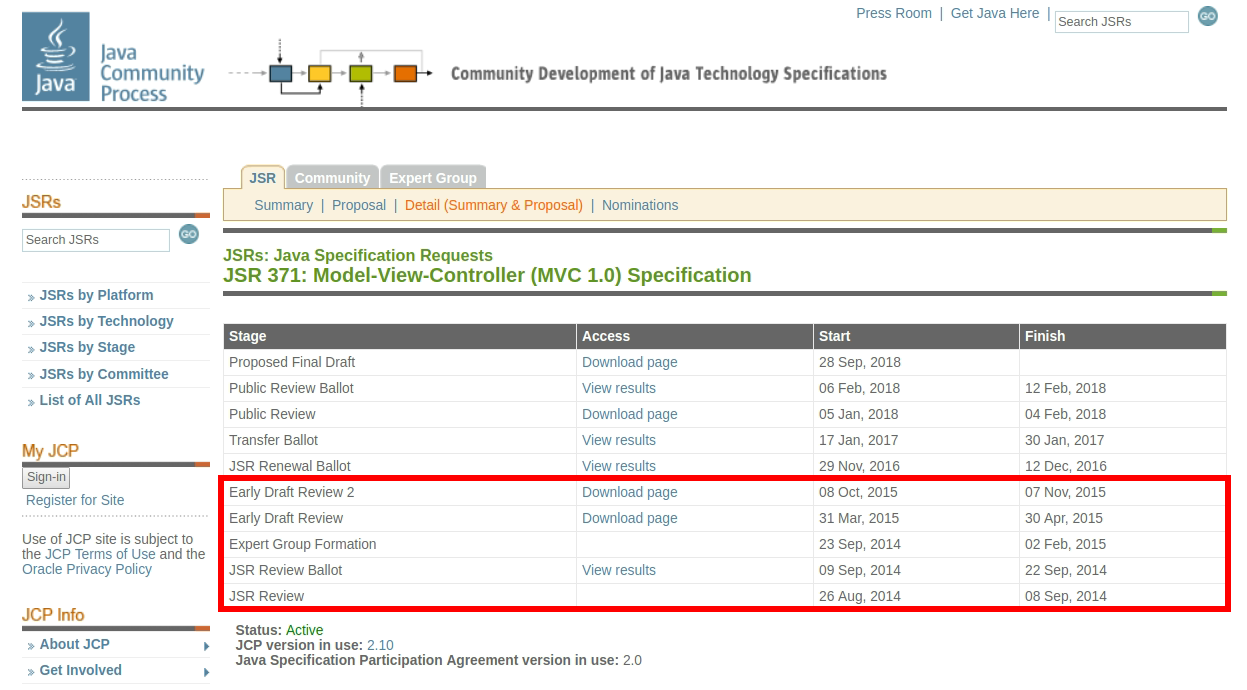 Press Room | Get Java Here | Search JSRs GO
Java
Java
Community
Process
Community Development of Java Technology Specifications
JSRs
Search JSRs GO
» JSRs by Platform
» JSRs by Technology
» JSRs by Stage
» JSRs by Committee
» List of All JSRs
My JCP
Sign-in
Register for Site
Use of JCP site is subject to
the JCP Terms of Use and the
Oracle Privacy Policy
JCP Info
» About JCP
» Get Involved
JSR Community Expert Group
Summary | Proposal | Detail (Summary & Proposal) | Nominations
JSRs: Java Specification Requests
JSR 371: Model-View-Controller (MVC 1.0) Specification
Stage Access Start Finish
Proposed Final Draft Download page 28 Sep, 2018
Public Review Ballot View results 06 Feb, 2018 12 Feb, 2018
Public Review Download page 05 Jan, 2018 04 Feb, 2018
Transfer Ballot View results 17 Jan, 2017 30 Jan, 2017
JSR Renewal Ballot View results 29 Nov, 2016 12 Dec, 2016
Early Draft Review 2 Download page 08 Oct, 2015 07 Nov, 2015
Early Draft Review Download page 31 Mar, 2015 30 Apr, 2015
Expert Group Formation 23 Sep, 2014 02 Feb, 2015
JSR Review Ballot View results 09 Sep, 2014 22 Sep, 2014
JSR Review 26 Aug, 2014 08 Sep, 2014
Status: Active
JCP version in use: 2.10
Java Specification Participation Agreement version in use: 2.0